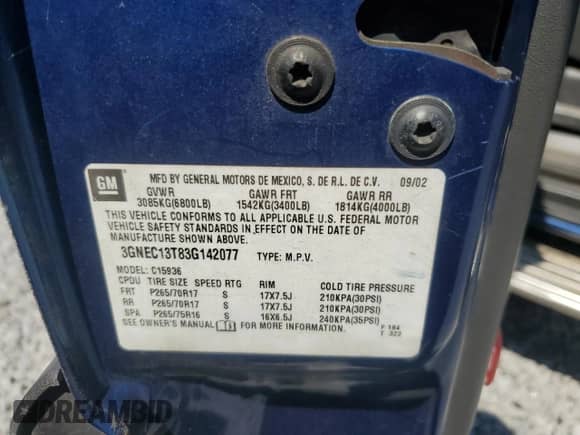 GM
MFD BY GENERAL MOTORS DE MEXICO, S. DE R.L. DE C.V. 09/02
GVWR GAWR FRT GAWR RR
3085KG(6800LB) 1542KG(3400LB) 1814KG(4000LB)
THIS VEHICLE CONFORMS TO ALL APPLICABLE U.S. FEDERAL MOTOR
VEHICLE SAFETY STANDARDS IN EFFECT ON THE DATE OF
MANUFACTURE SHOWN ABOVE.
3GNEC13T83G142077 TYPE: M.P.V.
MODEL: C15936
CPDU TIRE SIZE SPEED RTG RIM COLD TIRE PRESSURE
FRT P265/70R17 S 17X7.5J 210KPA(30PSI)
RR P265/70R17 S 17X7.5J 210KPA(30PSI)
SPA P265/75R16 S 16X6.5J 240KPA(35PSI)
SEE OWNER'S MANUAL FOR MORE INFORMATION.
F 184
T 322
DREAMBID